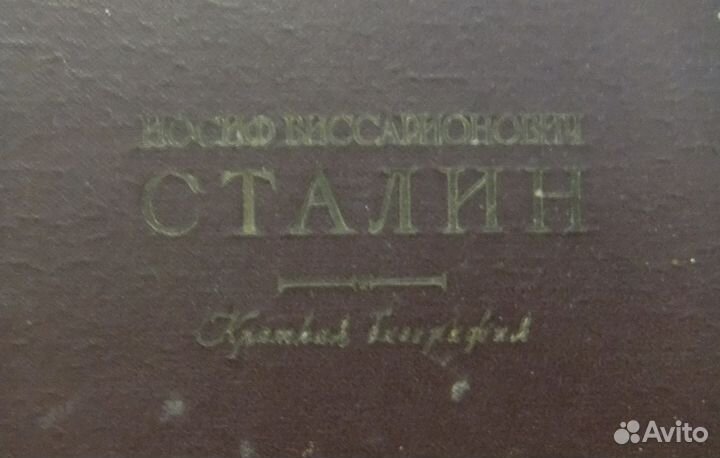 ИОСИФ ВИССАРИОНОВИЧ
СТАЛИН
Краткая биография
Avito